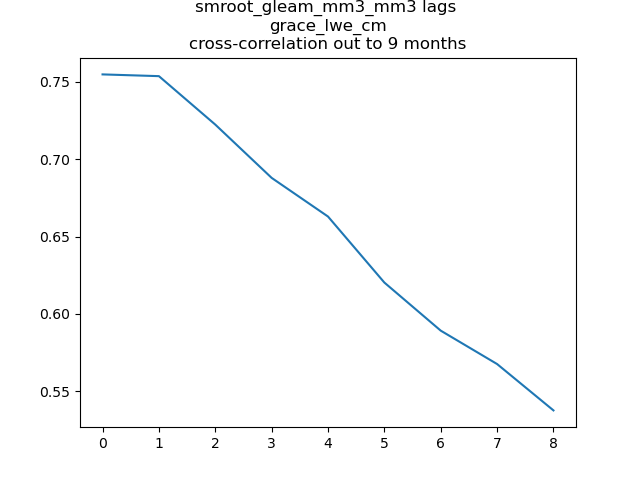 smroot_gleam_mm3_mm3 lags
grace_lwe_cm
cross-correlation out to 9 months
0.75
0.70
0.65
0.60
0.55
0 1 2 3 4 5 6 7 8